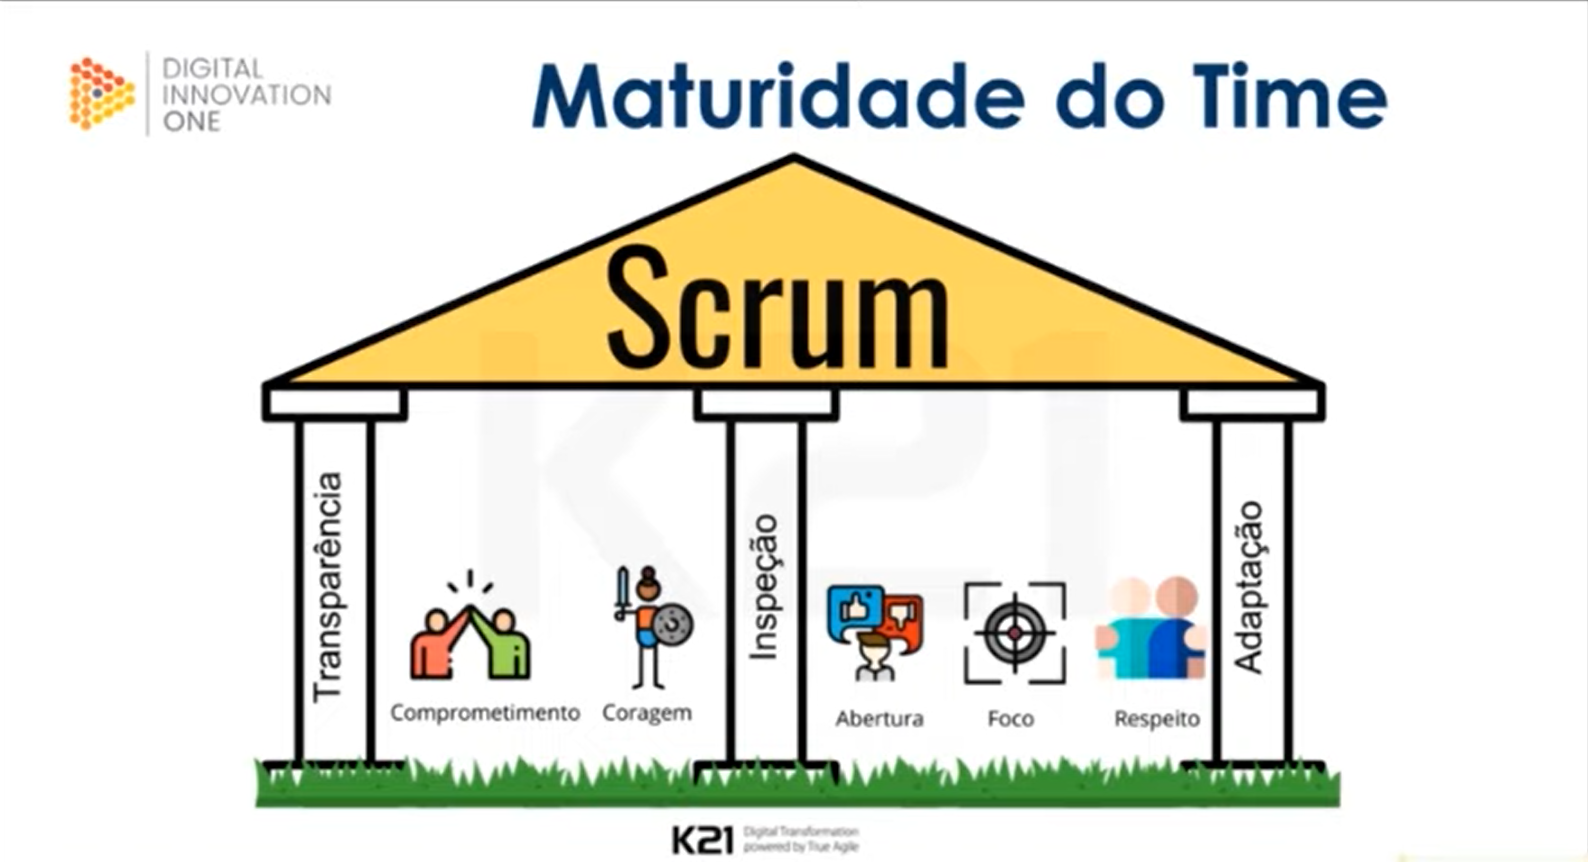 DIGITAL
INNOVATION
ONE
Maturidade do Time
Scrum
Transparência
Comprometimento
Coragem
Inspeção
Abertura
Foco
Respeito
Adaptação
K21
K21
Digital Transformation
powered by True Agile